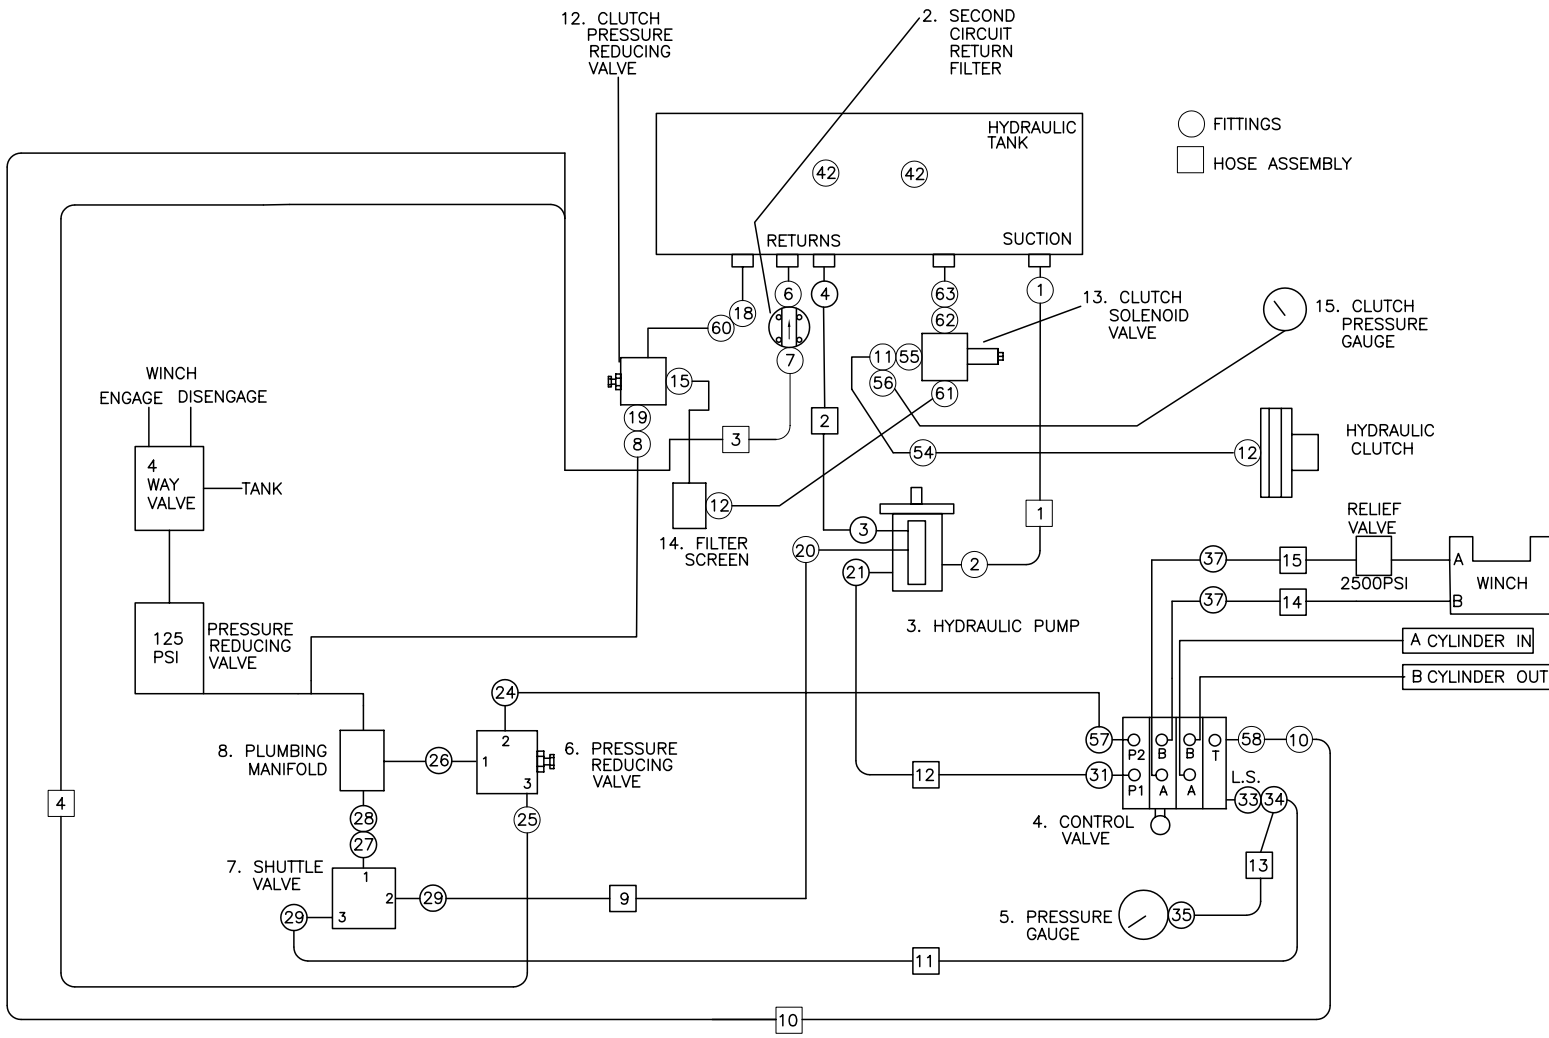 12. CLUTCH
PRESSURE
REDUCING
VALVE
2. SECOND
CIRCUIT
RETURN
FILTER
HYDRAULIC
TANK
42
42
RETURNS
SUCTION
FITTINGS
HOSE ASSEMBLY
6
4
63
1
18
60
62
13. CLUTCH
SOLENOID
VALVE
15. CLUTCH
PRESSURE
GAUGE
7
11
55
56
61
15
19
8
3
2
54
12
HYDRAULIC
CLUTCH
WINCH
ENGAGE
DISENGAGE
4
WAY
VALVE
TANK
12
14. FILTER
SCREEN
1
3
20
21
2
3. HYDRAULIC PUMP
RELIEF
VALVE
37
15
2500PSI
A
WINCH
37
14
B
A CYLINDER IN
B CYLINDER OUT
125
PSI
PRESSURE
REDUCING
VALVE
24
8. PLUMBING
MANIFOLD
26
2
1
3
6. PRESSURE
REDUCING
VALVE
57
P2
B
B
T
58
10
12
31
P1
A
A
L.S.
33
34
4. CONTROL
VALVE
4
28
27
25
7. SHUTTLE
VALVE
1
2
3
29
29
9
13
5. PRESSURE
GAUGE
35
11
10